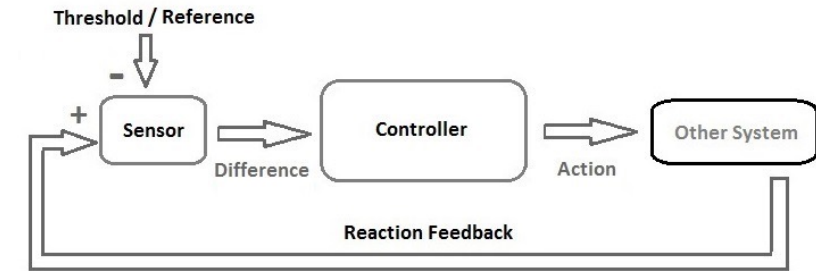 Threshold / Reference
-
+
Sensor
Controller
Other System
Difference
Action
Reaction Feedback